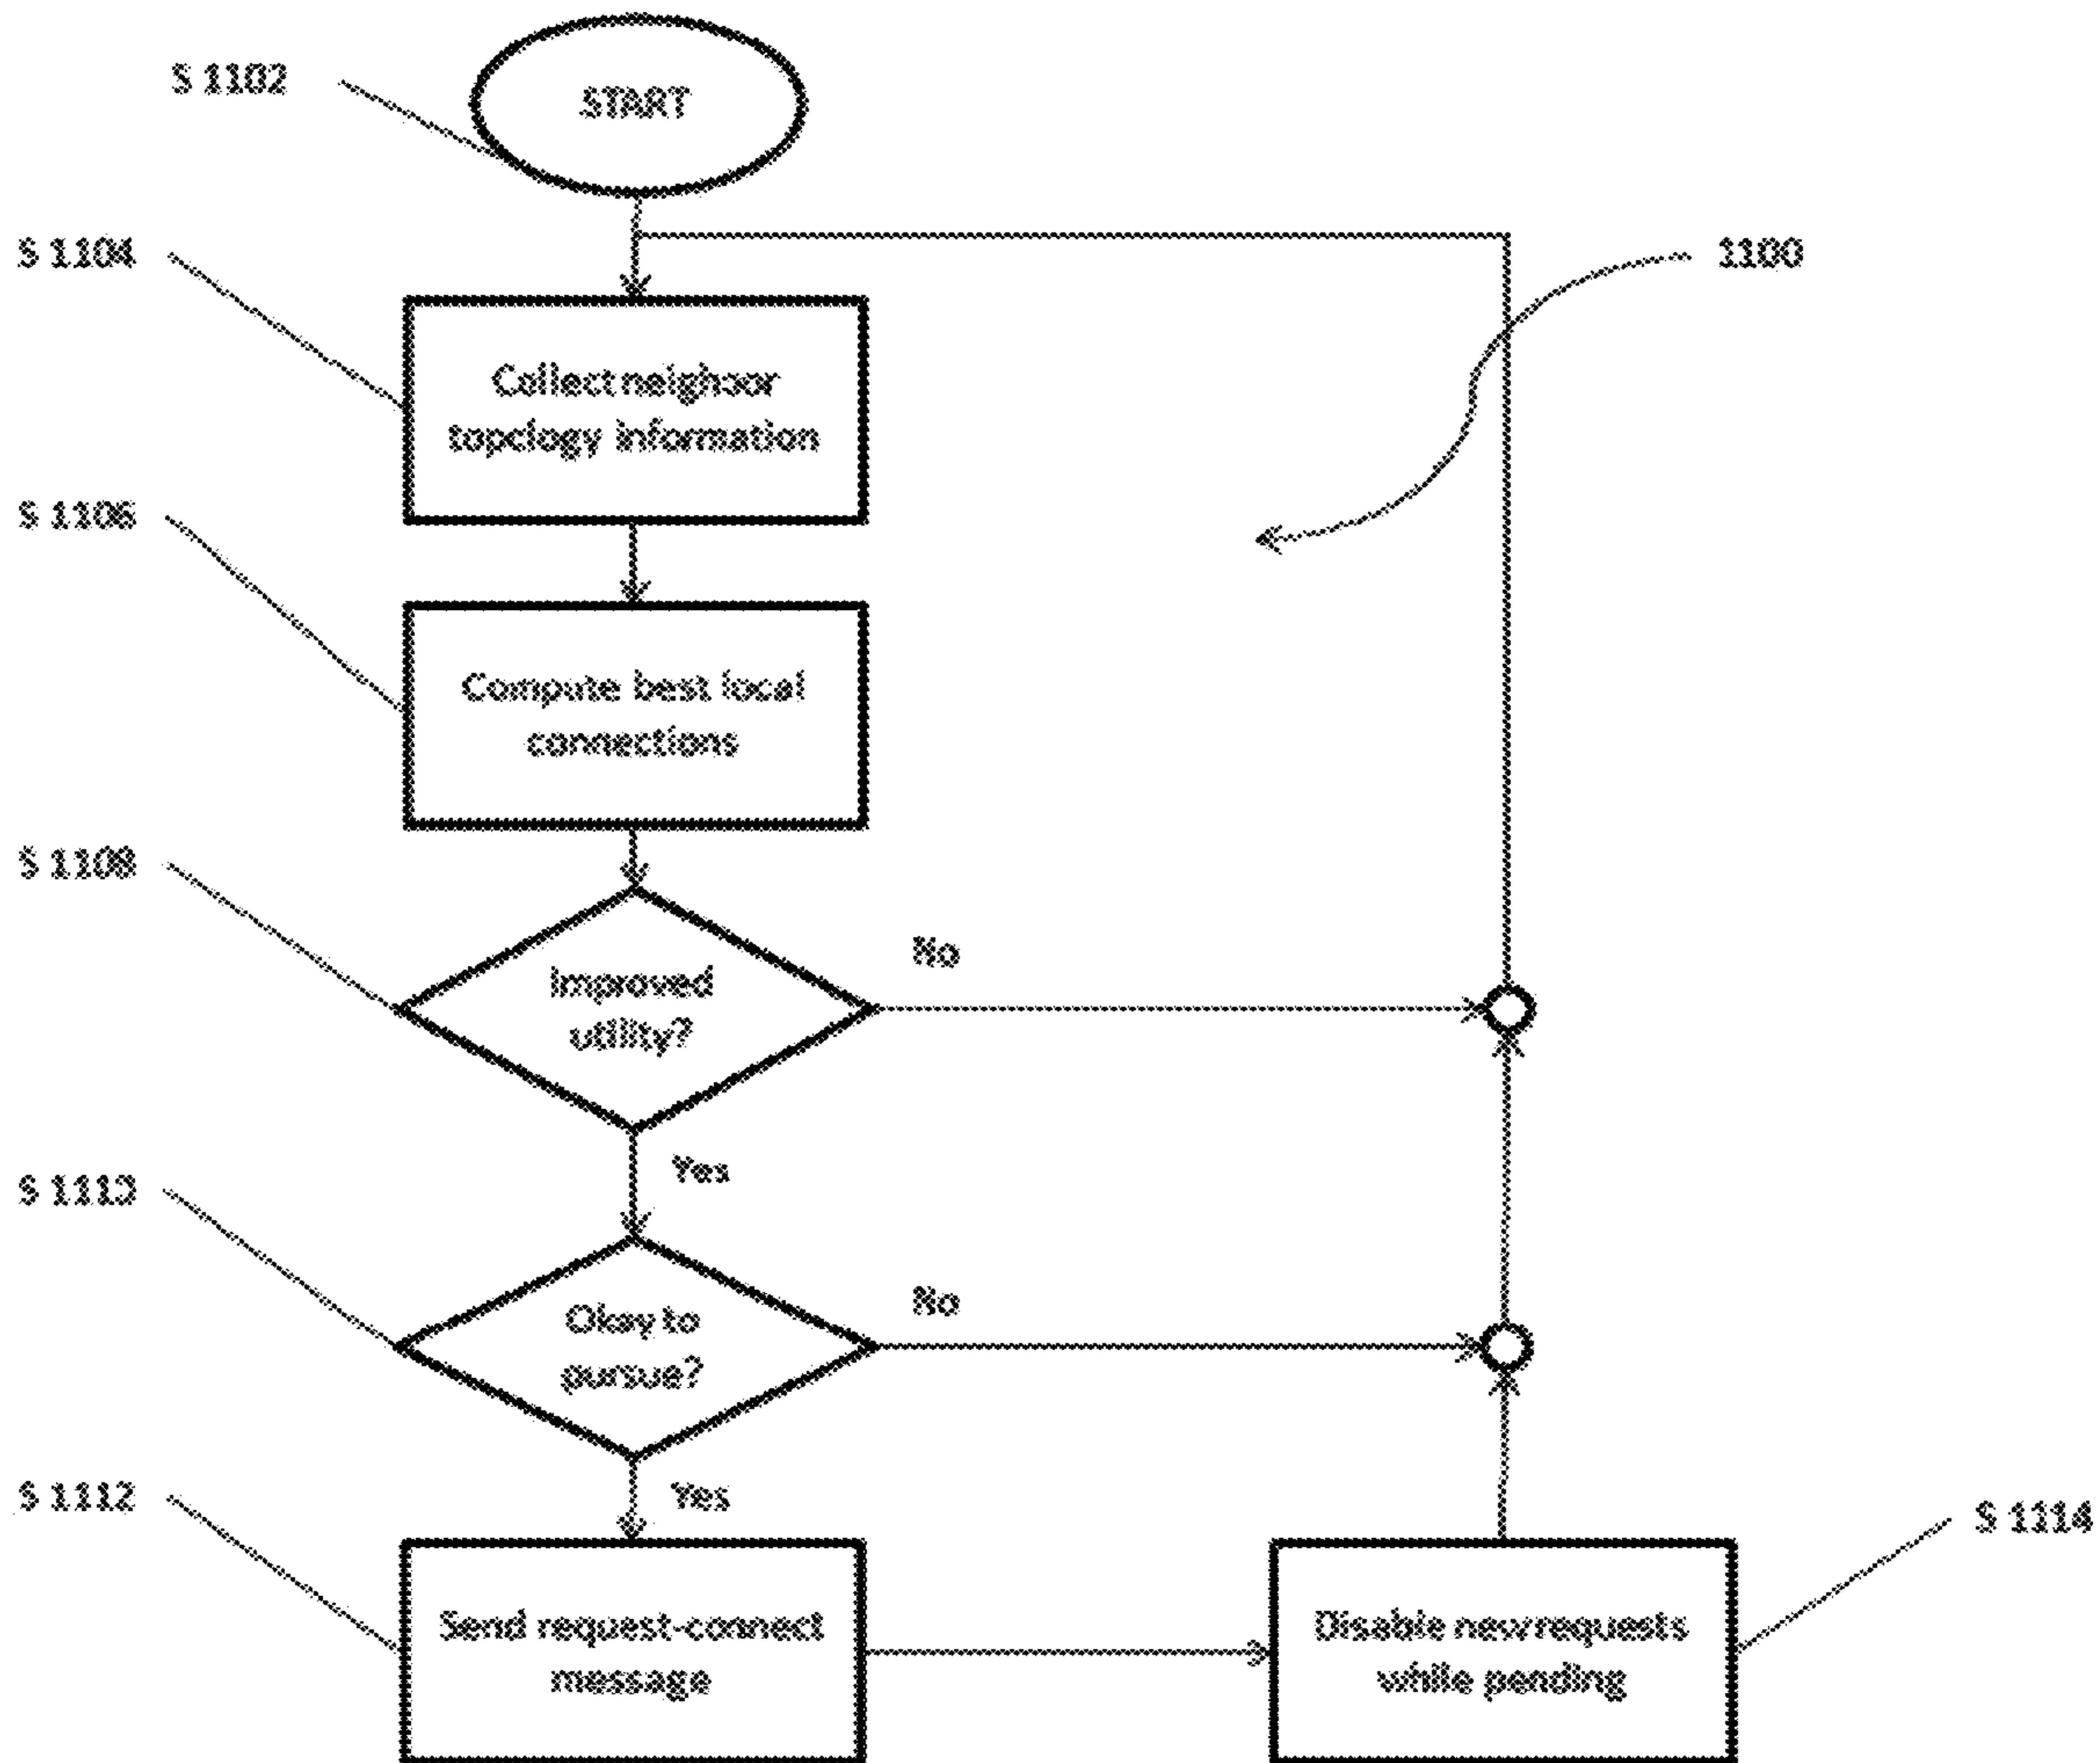 S 1102
START
S 1104
1100
Collect neighbor
topology information
S 1106
Compute best local
connections
S 1108
No
Improved
utility?
Yes
S 1110
No
Okay to
pursue?
Yes
S 1112
S 1114
Send request-connect
message
Disable new requests
while pending